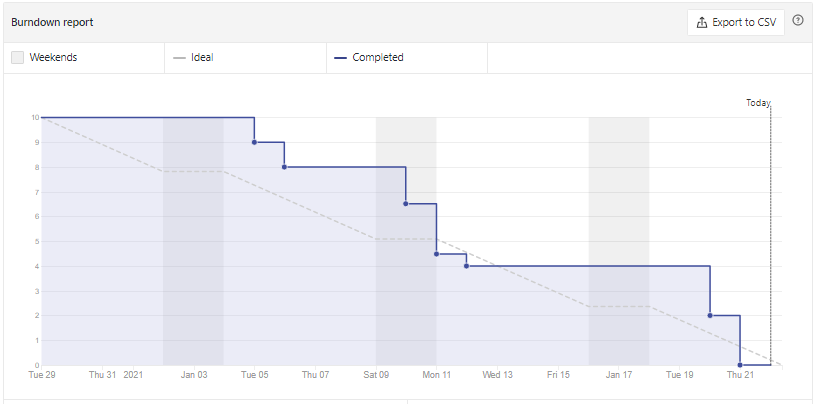 Burndown report
Export to CSV
Weekends
Ideal
Completed
Today
10
9
8
7
6
5
4
3
2
1
0
Tue 29 Thu 31 2021 Jan 03 Tue 05 Thu 07 Sat 09 Mon 11 Wed 13 Fri 15 Jan 17 Tue 19 Thu 21